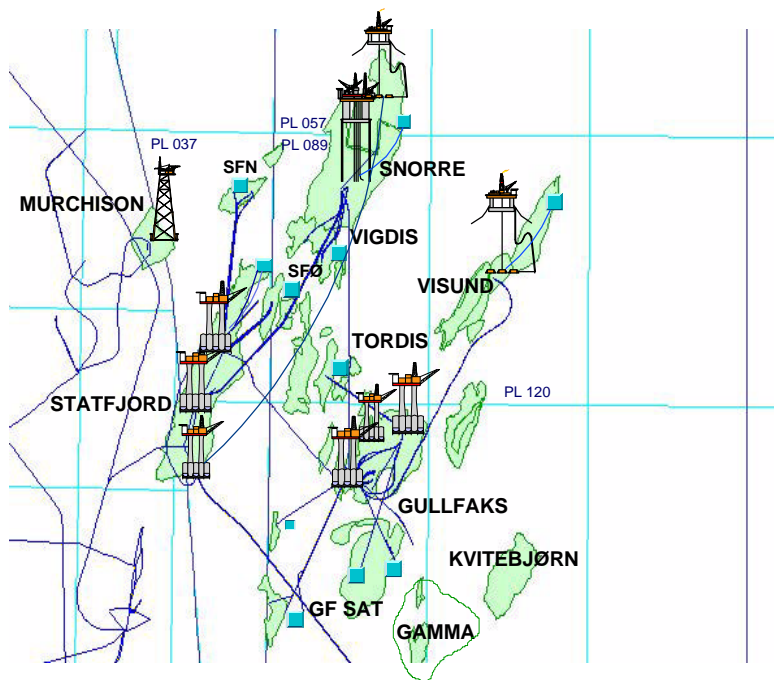 PL 057
PL 037
PL 089
SFN
SNORRE
MURCHISON
VIGDIS
SFØ
VISUND
TORDIS
PL 120
STATFJORD
GULLFAKS
KVITEBJØRN
GF SAT
GAMMA